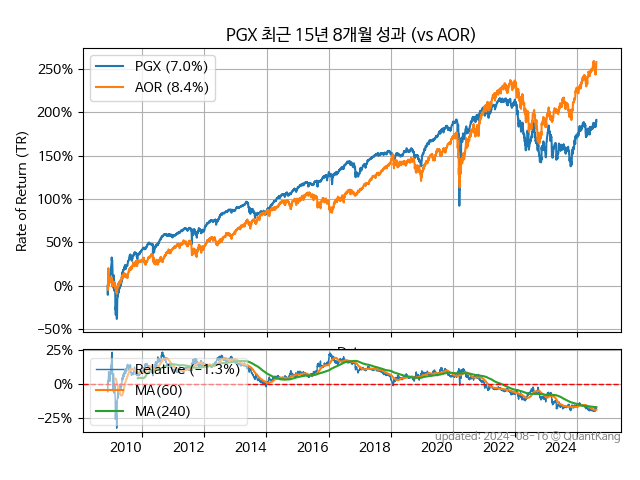 PGX 최근 15년 8개월 성과 (vs AOR)
PGX (7.0%)
AOR (8.4%)
Rate of Return (TR)
250%
200%
150%
100%
50%
0%
−50%
25%
0%
−25%
Relative (−1.3%)
MA(60)
MA(240)
2010 2012 2014 2016 2018 2020 2022 2024
updated: 2024-08-16 © QuantKang